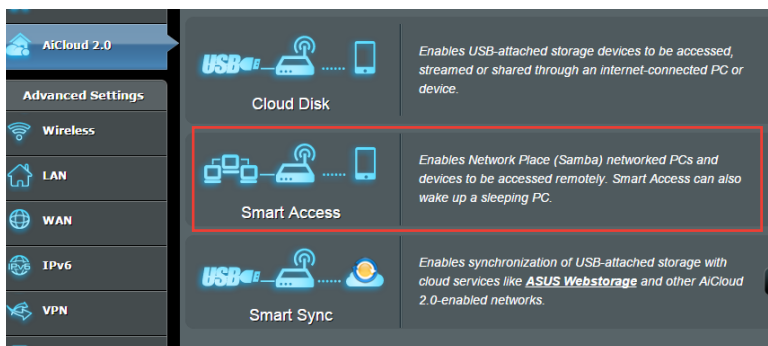 AiCloud 2.0
Advanced Settings
Wireless
LAN
WAN
IPv6
VPN
USB
Cloud Disk
Enables USB-attached storage devices to be accessed,
streamed or shared through an internet-connected PC or
device.
Smart Access
Enables Network Place (Samba) networked PCs and
devices to be accessed remotely. Smart Access can also
wake up a sleeping PC.
USB
Smart Sync
Enables synchronization of USB-attached storage with
cloud services like ASUS Webstorage and other AiCloud
2.0-enabled networks.